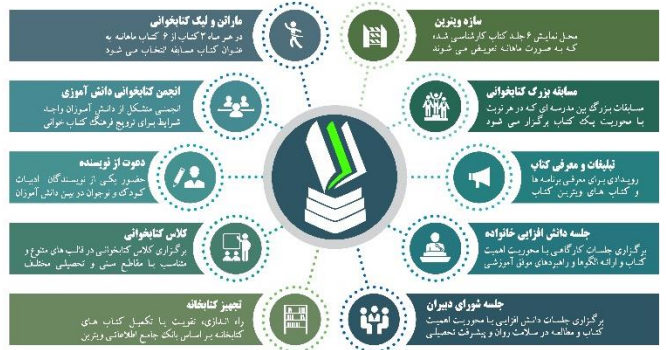 سازه ویترین
محل نمایش ۶ جلد کتاب کارشناسی شده
که به صورت ماهانه تعویض می شوند
ماراتن و لیگ کتابخوانی
در هر ماه ۲ کتاب از ۶ کتاب ماهانه به
عنوان کتاب مسابقه انتخاب می شود
مسابقه بزرگ کتابخوانی
مسابقات بزرگ بین مدرسه ای که در هر نوبت
با محوریت یک کتاب برگزار می شود
انجمن کتابخوانی دانش آموزی
انجمنی متشکل از دانش آموزان واجد
شرایط برای ترویج فرهنگ کتاب خوانی
تبلیغات و معرفی کتاب
رویدادی برای معرفی برنامه ها
و کتاب های ویترین کتاب
دعوت از نویسنده
حضور یکی از نویسندگان ادبیات
کودک و نوجوان در بین دانش آموزان
جلسه دانش افزایی خانواده
برگزاری جلسات کارگاهی با محوریت اهمیت
کتاب و ارائه الگوها و راهبردهای موفق آموزشی
کلاس کتابخوانی
برگزاری کلاس کتابخوانی در قالب های متنوع و
متناسب با مقاطع سنی و تحصیلی مختلف
جلسه شورای دبیران
برگزاری جلسات دانش افزایی با محوریت اهمیت
کتاب و مطالعه در سلامت روان و پیشرفت تحصیلی
تجهیز کتابخانه
راه اندازی، تقویت یا تکمیل کتاب های
کتابخانه بر اساس بانک جامع اطلاعاتی ویترین